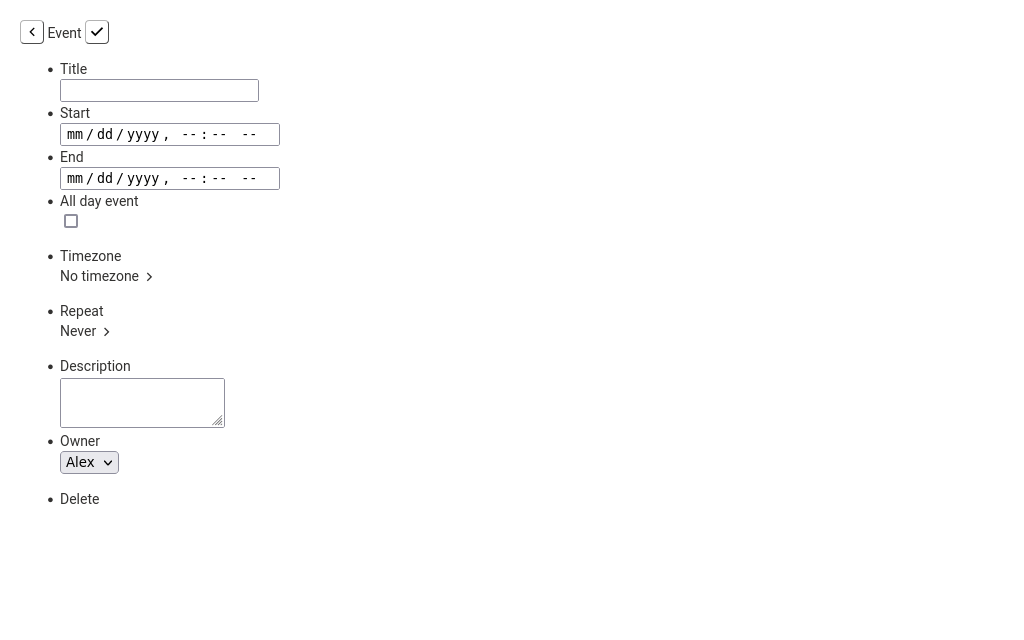 Event
Title
Start
mm/dd/yyyy, --:-- --
End
mm/dd/yyyy, --:-- --
All day event
Timezone
No timezone
Repeat
Never
Description
Owner
Alex
Delete